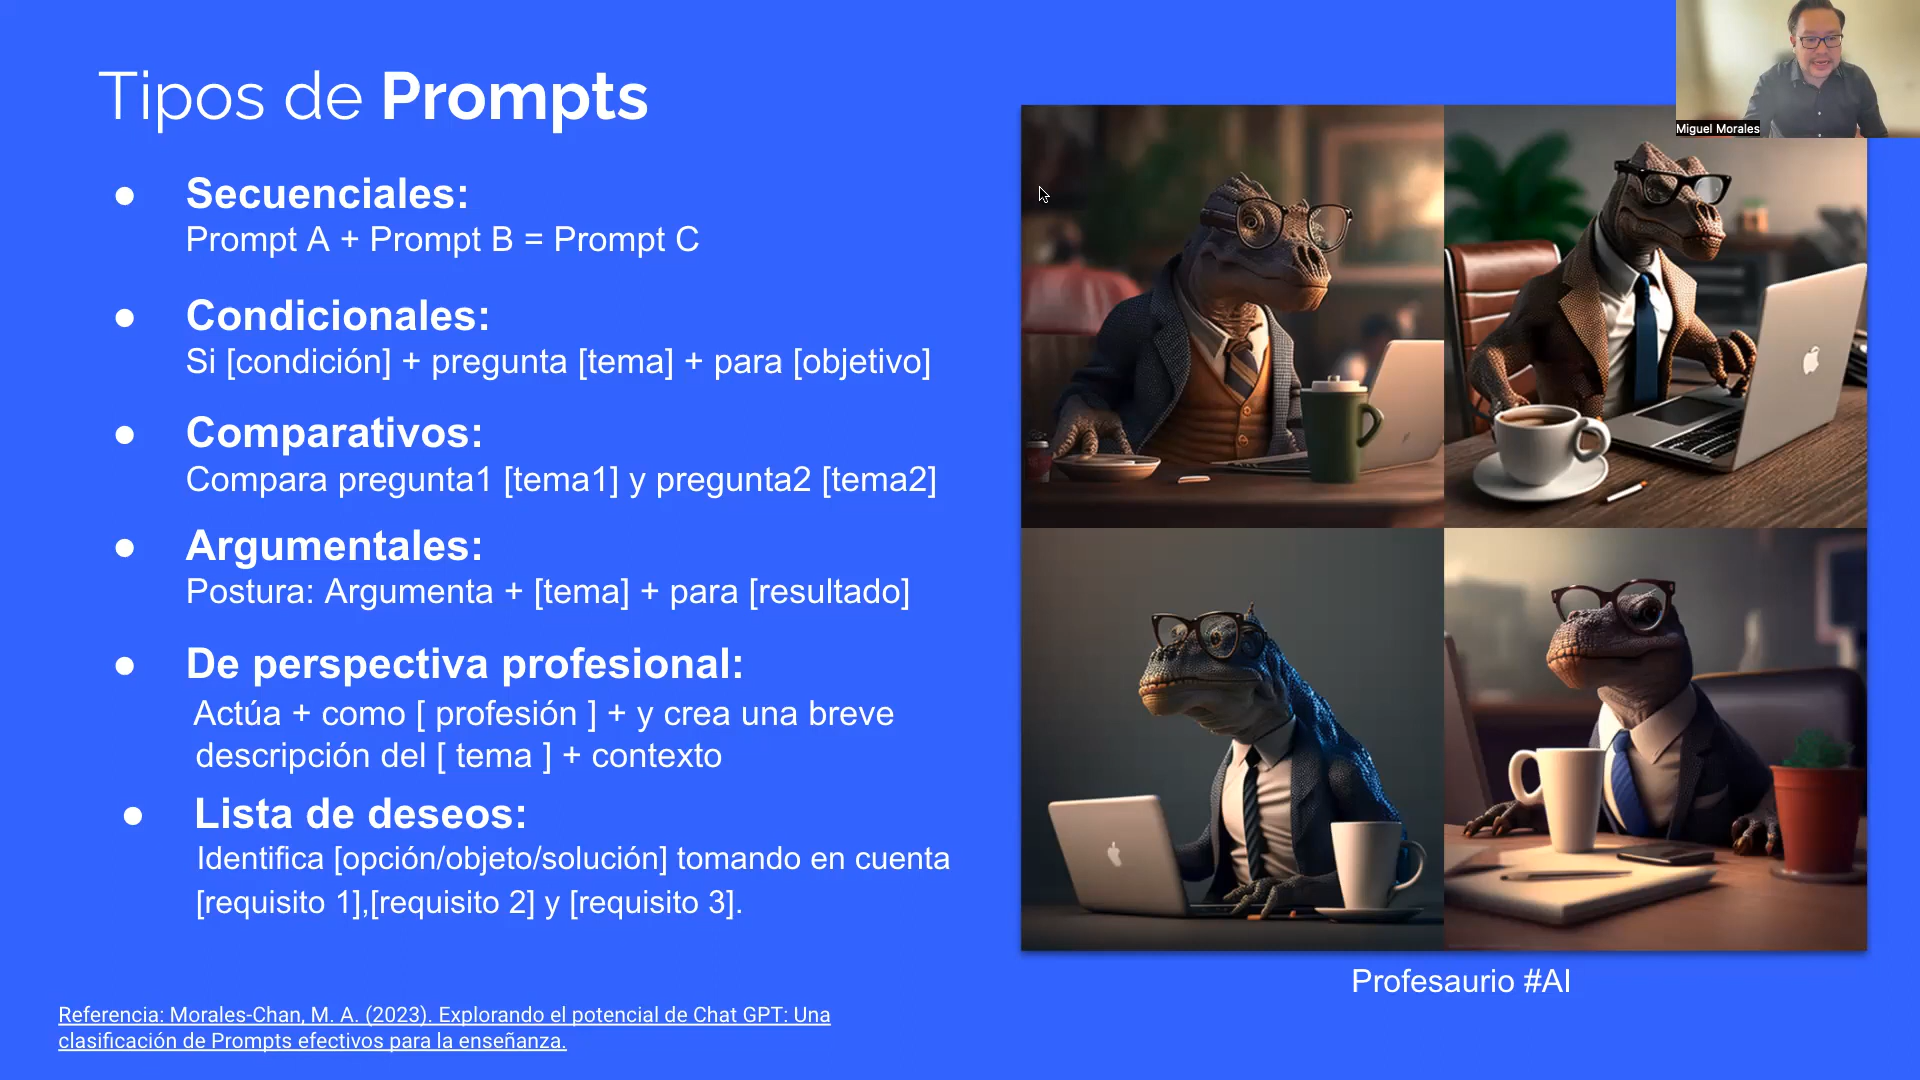 Tipos de Prompts
Miguel Morales
● Secuenciales:
Prompt A + Prompt B = Prompt C
● Condicionales:
Si [condición] + pregunta [tema] + para [objetivo]
● Comparativos:
Compara pregunta1 [tema1] y pregunta2 [tema2]
● Argumentales:
Postura: Argumenta + [tema] + para [resultado]
● De perspectiva profesional:
Actúa + como [ profesión ] + y crea una breve
descripción del [ tema ] + contexto
● Lista de deseos:
Identifica [opción/objeto/solución] tomando en cuenta
[requisito 1],[requisito 2] y [requisito 3].
Profesaurio #AI
Referencia: Morales-Chan, M. A. (2023). Explorando el potencial de Chat GPT: Una
clasificación de Prompts efectivos para la enseñanza.